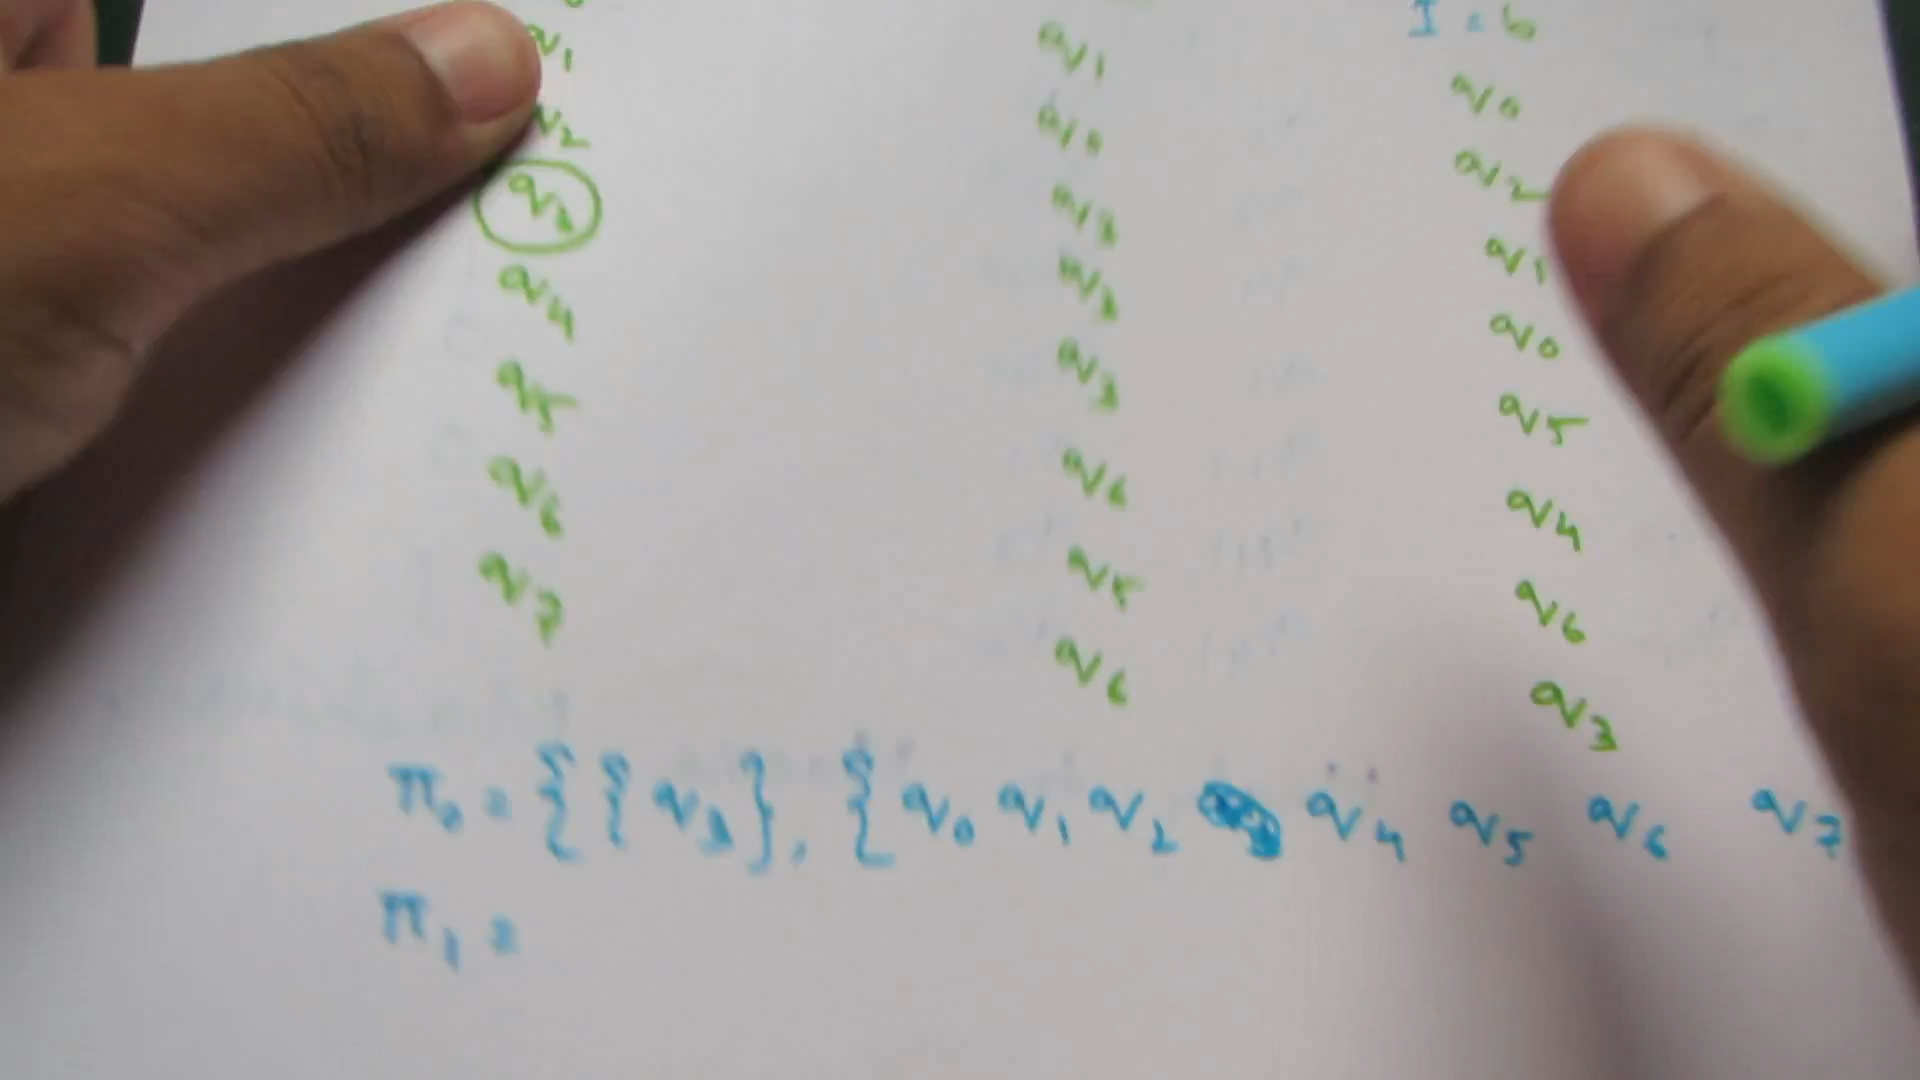 I = b
q1 q0
q1 q0 q2
q2 q3 q1
q3 q3 q0
q4 q3 q5
q5 q6 q4
q6 q5 q6
q7 q6 q3
π0 = { { q3 }, { q0 q1 q2 q4 q5 q6 q7
π1 =